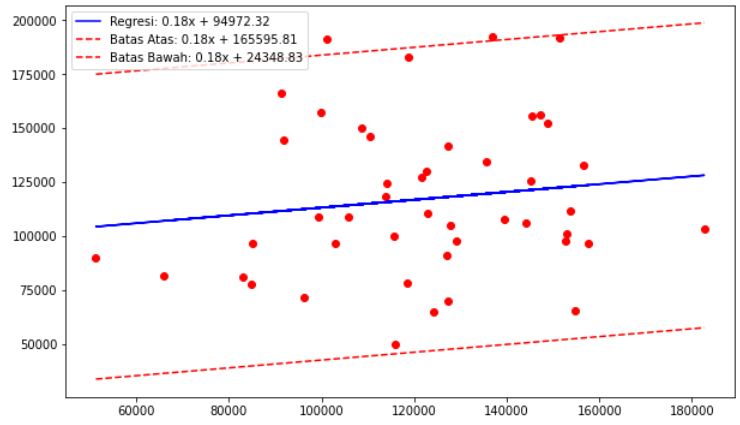 Regresi: 0.18x + 94972.32
Batas Atas: 0.18x + 165595.81
Batas Bawah: 0.18x + 24348.83
200000
175000
150000
125000
100000
75000
50000
60000 80000 100000 120000 140000 160000 180000